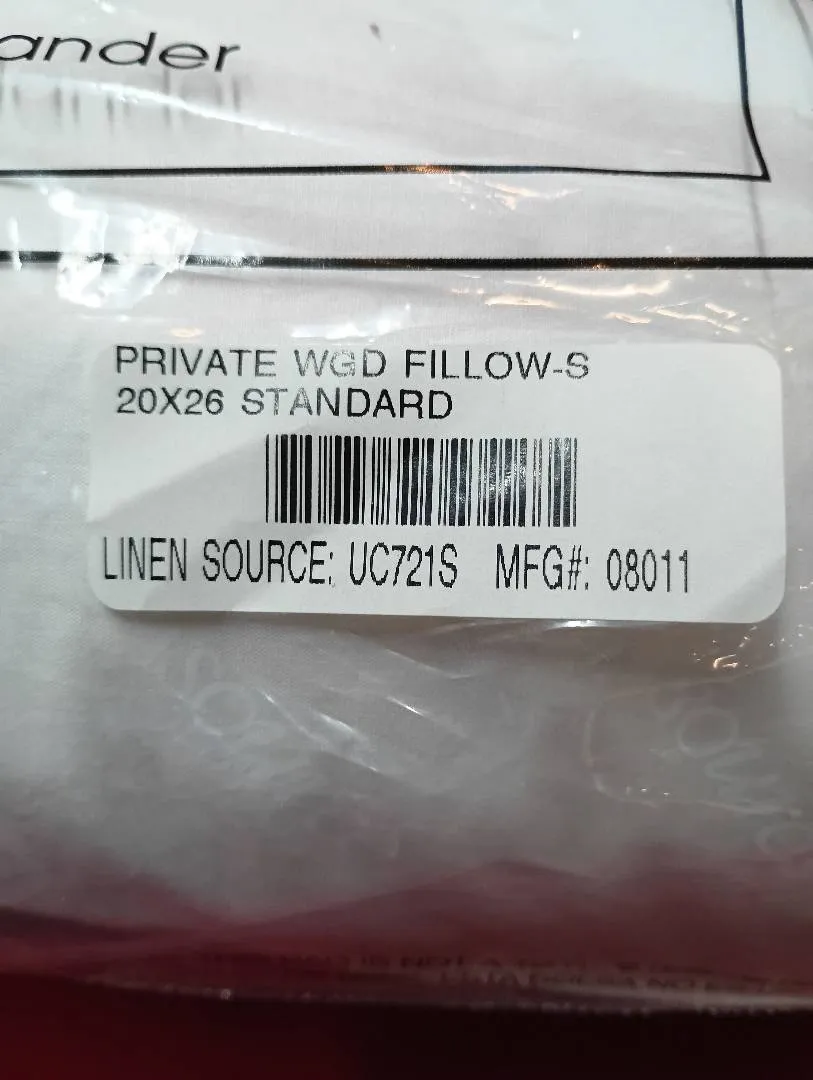 ander
PRIVATE WGD FILLOW-S
20X26 STANDARD
LINEN SOURCE: UC721S MFG#: 08011